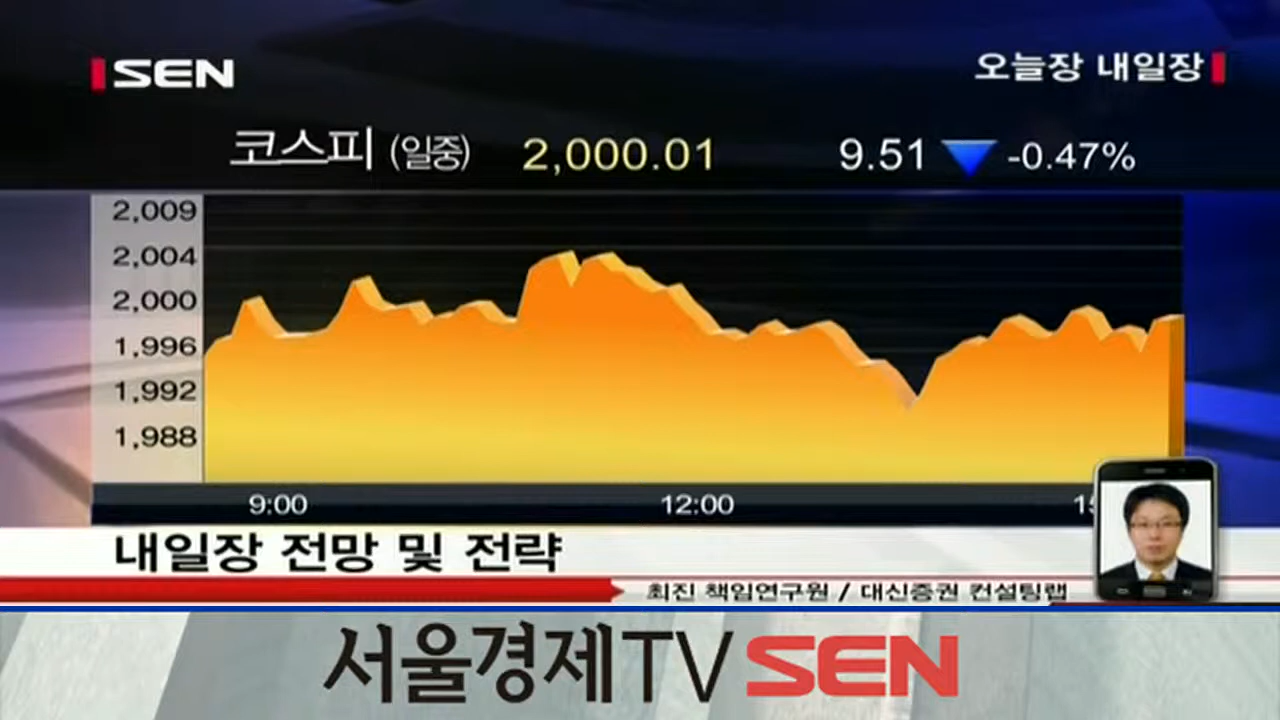 SEN
오늘장 내일장
코스피 (일중) 2,000.01 9.51 ▼ -0.47%
2,009
2,004
2,000
1,996
1,992
1,988
9:00 12:00
내일장 전망 및 전략
최진 책임연구원 / 대신증권 컨설팅랩
서울경제TV SEN